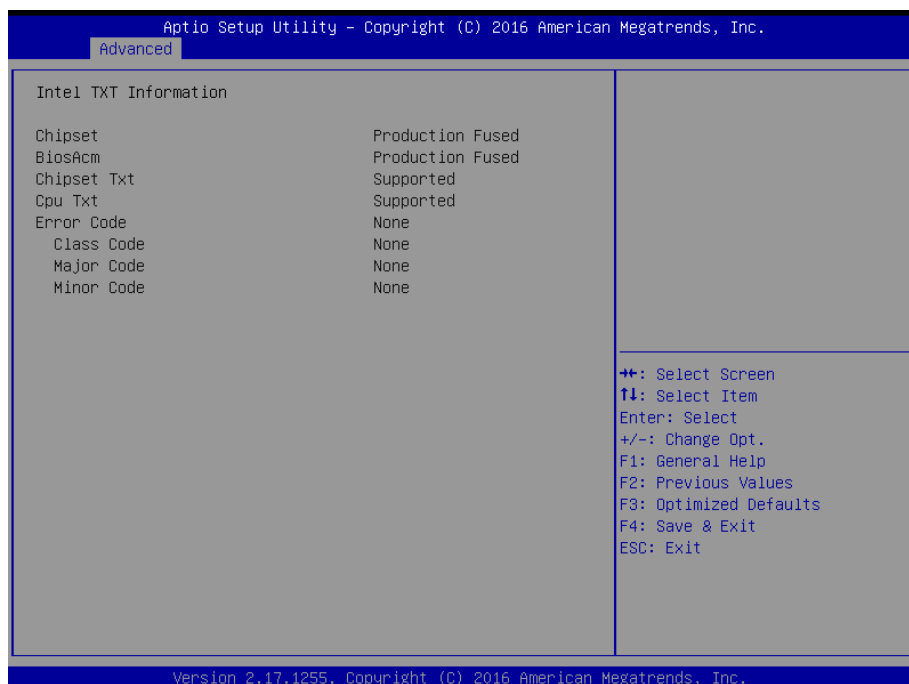 Aptio Setup Utility – Copyright (C) 2016 American Megatrends, Inc.
Advanced
Intel TXT Information
Chipset Production Fused
BiosAcm Production Fused
Chipset Txt Supported
Cpu Txt Supported
Error Code None
Class Code None
Major Code None
Minor Code None
→←: Select Screen
↑↓: Select Item
Enter: Select
+/-: Change Opt.
F1: General Help
F2: Previous Values
F3: Optimized Defaults
F4: Save & Exit
ESC: Exit
Version 2.17.1255. Copyright (C) 2016 American Megatrends, Inc.